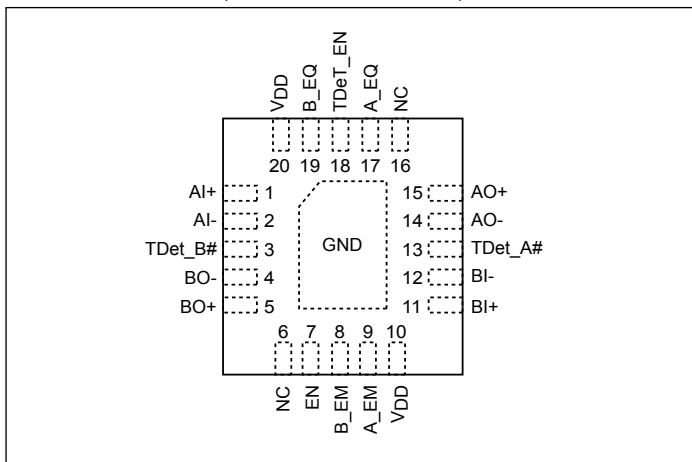 VDD
B_EQ
TDeT_EN
A_EQ
NC
20 19 18 17 16
AI+ 1 15 AO+
AI- 2 14 AO-
TDet_B# 3 GND 13 TDet_A#
BO- 4 12 BI-
BO+ 5 11 BI+
6 7 8 9 10
NC
EN
B_EM
A_EM
VDD